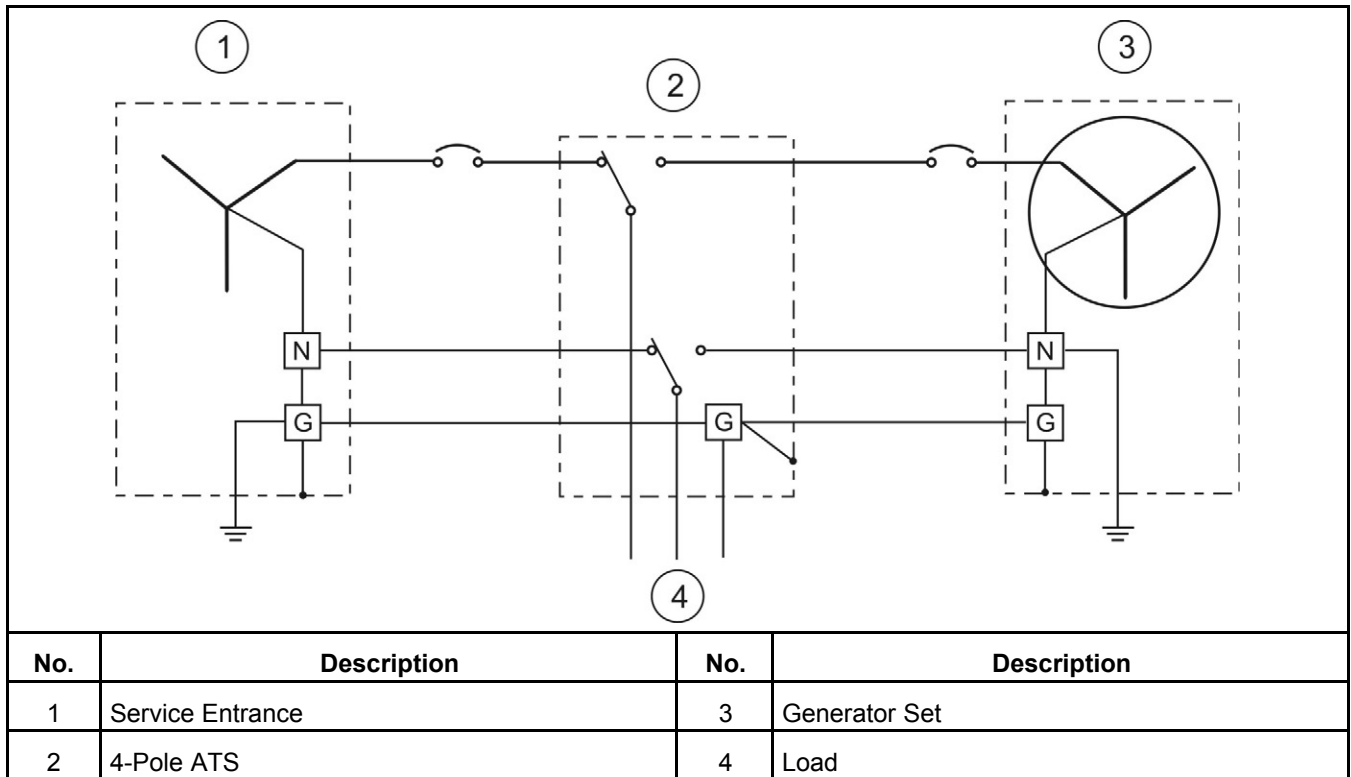 1
3
2
N
N
G
G
G
4
No. Description No. Description
1 Service Entrance 3 Generator Set
2 4-Pole ATS 4 Load